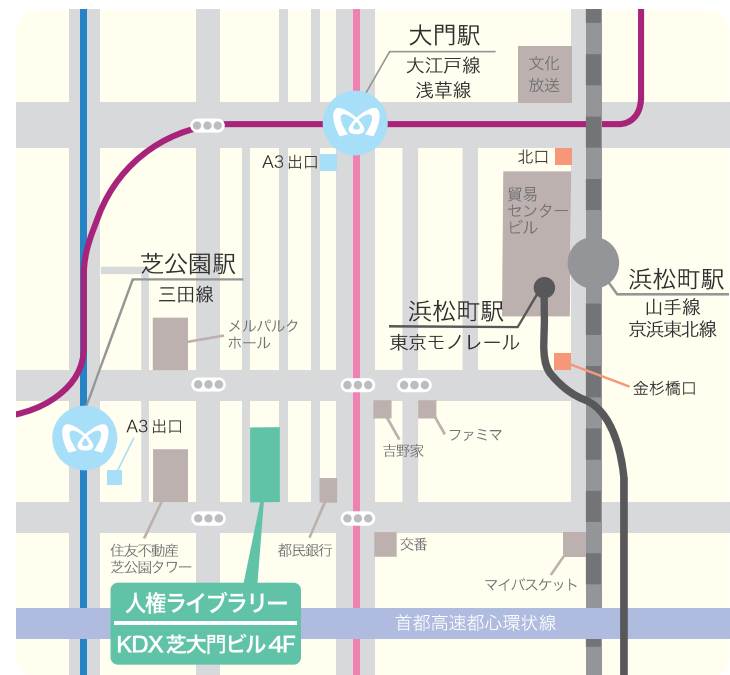 大門駅
大江戸線
浅草線
文化
放送
A3 出口
北口
貿易
センター
ビル
芝公園駅
三田線
浜松町駅
山手線
京浜東北線
浜松町駅
東京モノレール
メルパルク
ホール
金杉橋口
A3 出口
吉野家
ファミマ
住友不動産
芝公園タワー
都民銀行
交番
マイバスケット
人権ライブラリー
KDX 芝大門ビル 4F
首都高速都心環状線